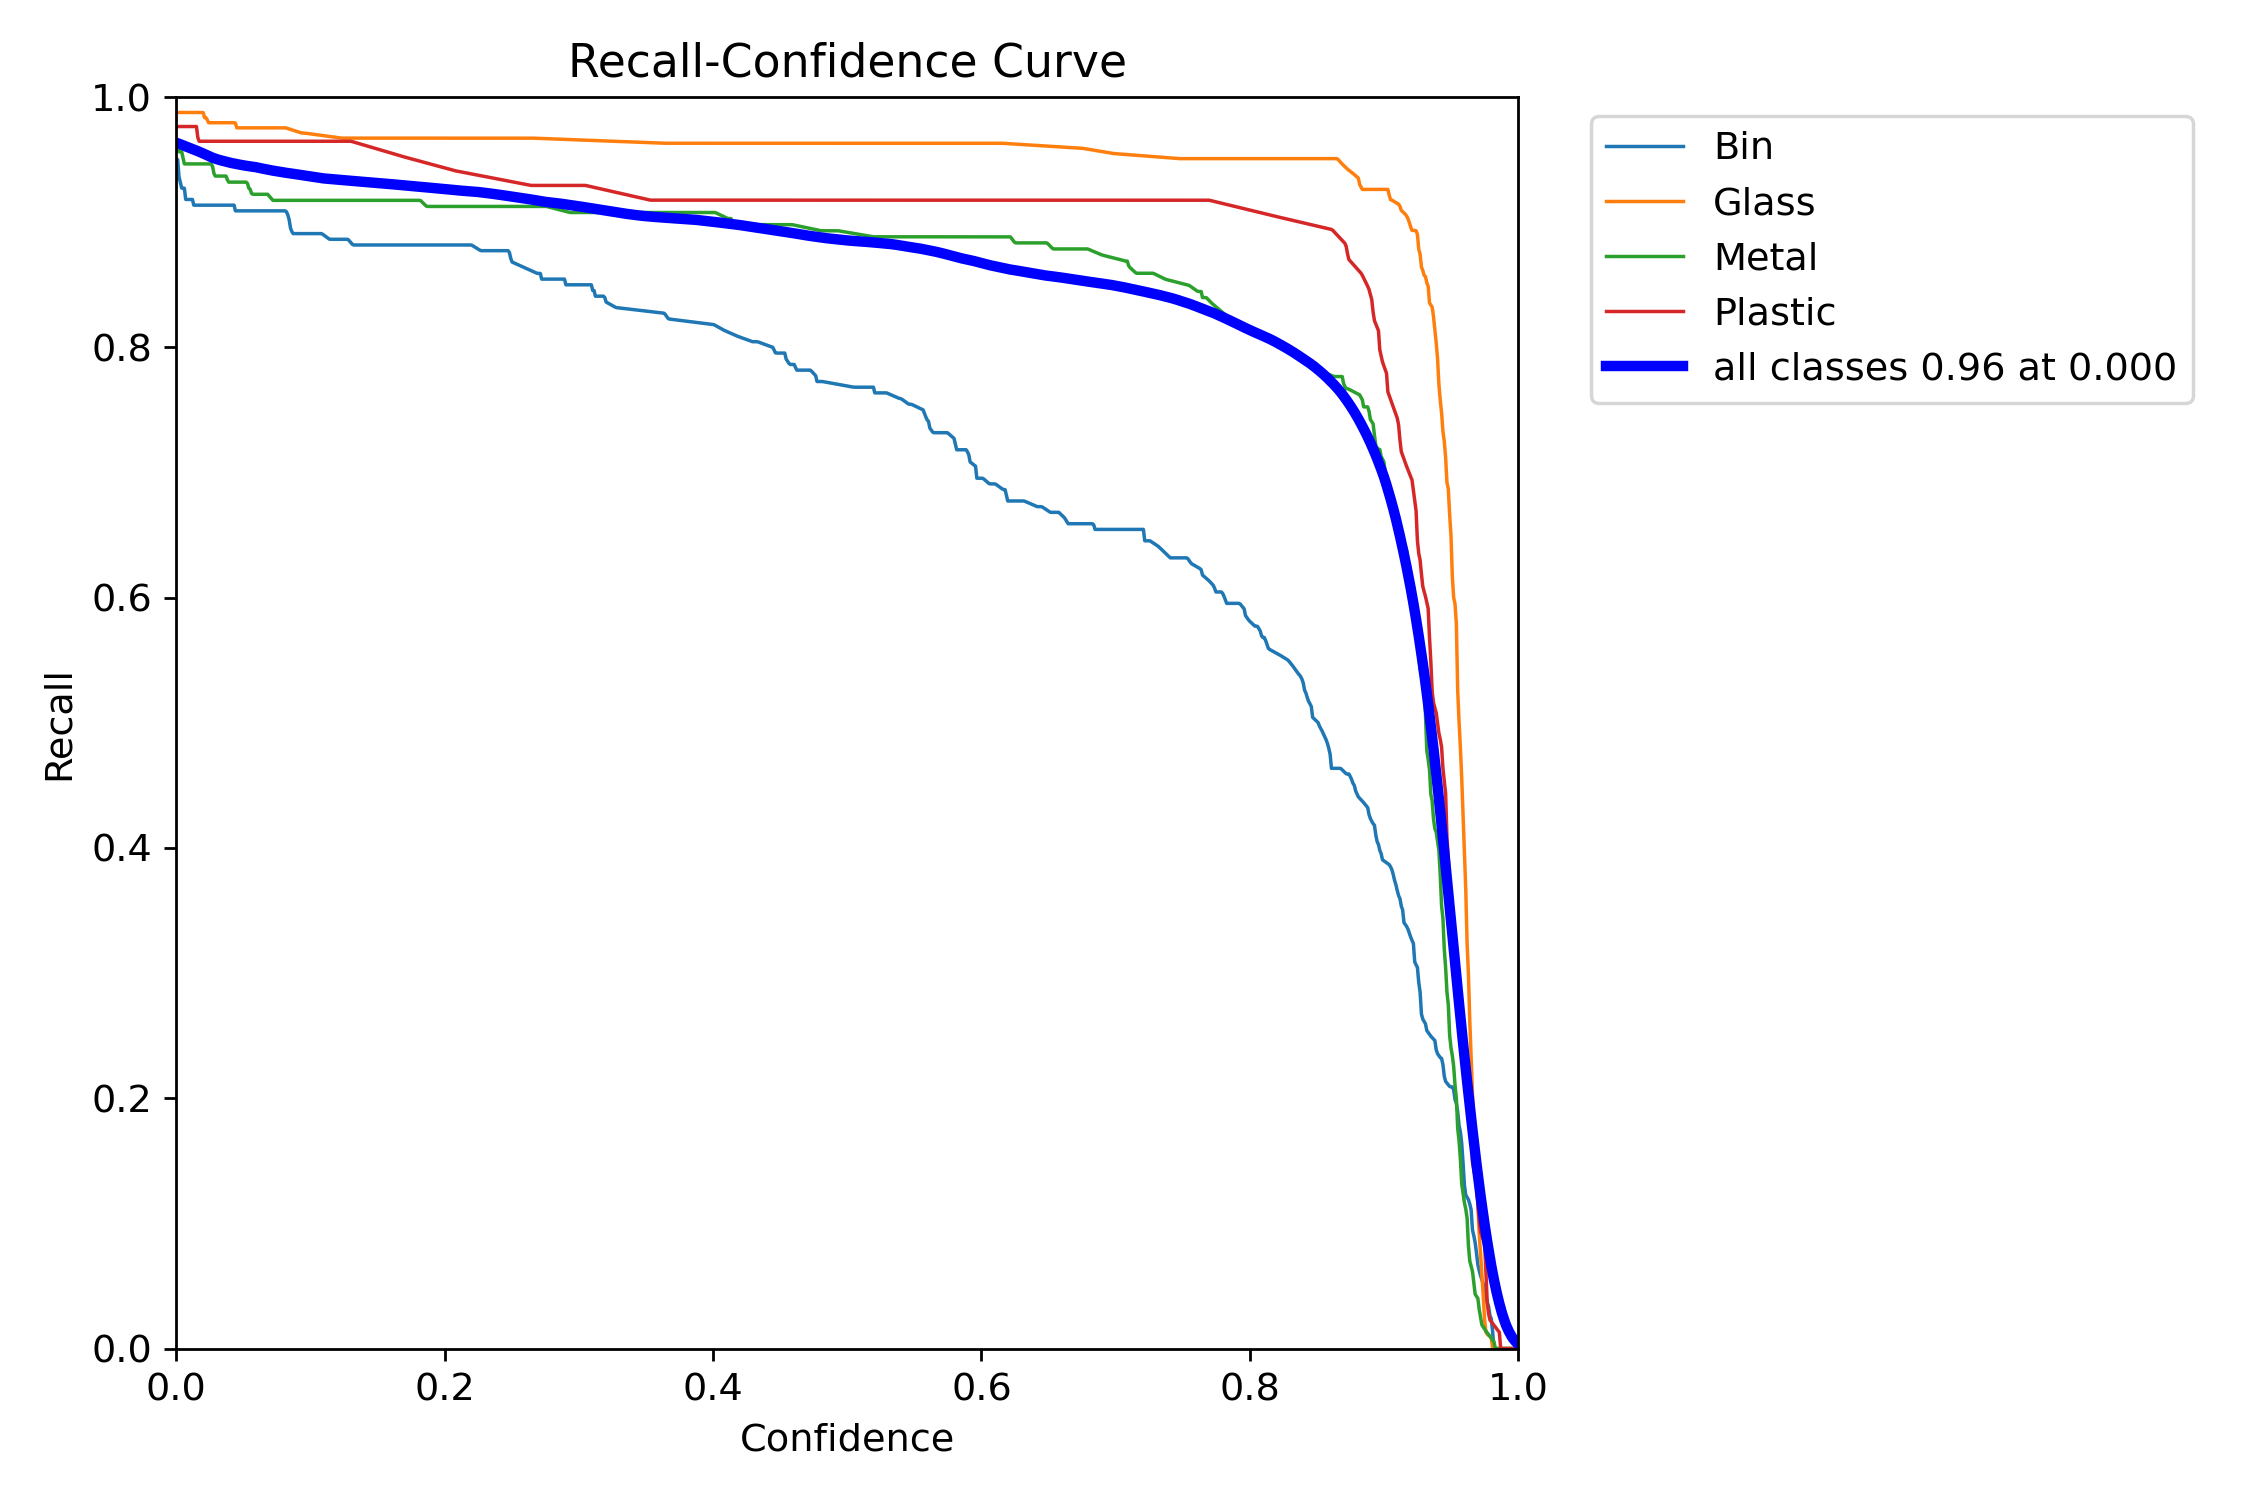 Recall-Confidence Curve
1.0
0.8
0.6
0.4
0.2
0.0
Recall
0.0 0.2 0.4 0.6 0.8 1.0
Confidence
Bin
Glass
Metal
Plastic
all classes 0.96 at 0.000